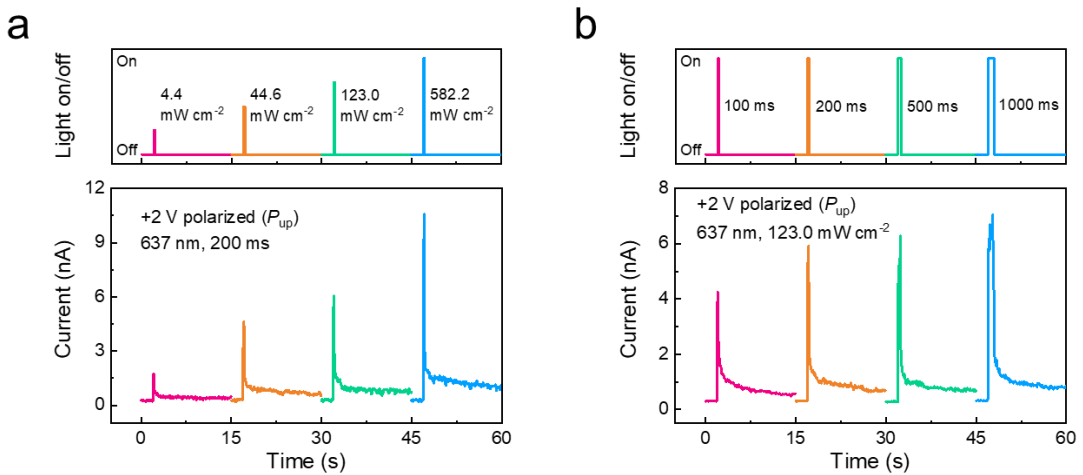 a
Light on/off
On
Off
4.4
mW cm⁻²
44.6
mW cm⁻²
123.0
mW cm⁻²
582.2
mW cm⁻²
Current (nA)
12
9
6
3
0
+2 V polarized (Pup)
637 nm, 200 ms
0
15
30
45
60
Time (s)
b
Light on/off
On
Off
100 ms
200 ms
500 ms
1000 ms
Current (nA)
8
6
4
2
0
+2 V polarized (Pup)
637 nm, 123.0 mW cm⁻²
0
15
30
45
60
Time (s)